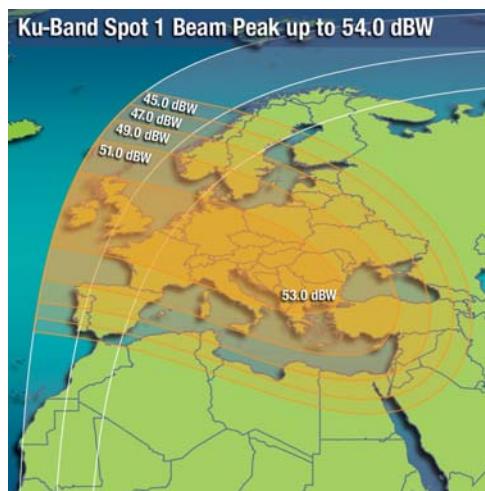 Ku-Band Spot 1 Beam Peak up to 54.0 dBW
45.0 dBW
47.0 dBW
49.0 dBW
51.0 dBW
53.0 dBW